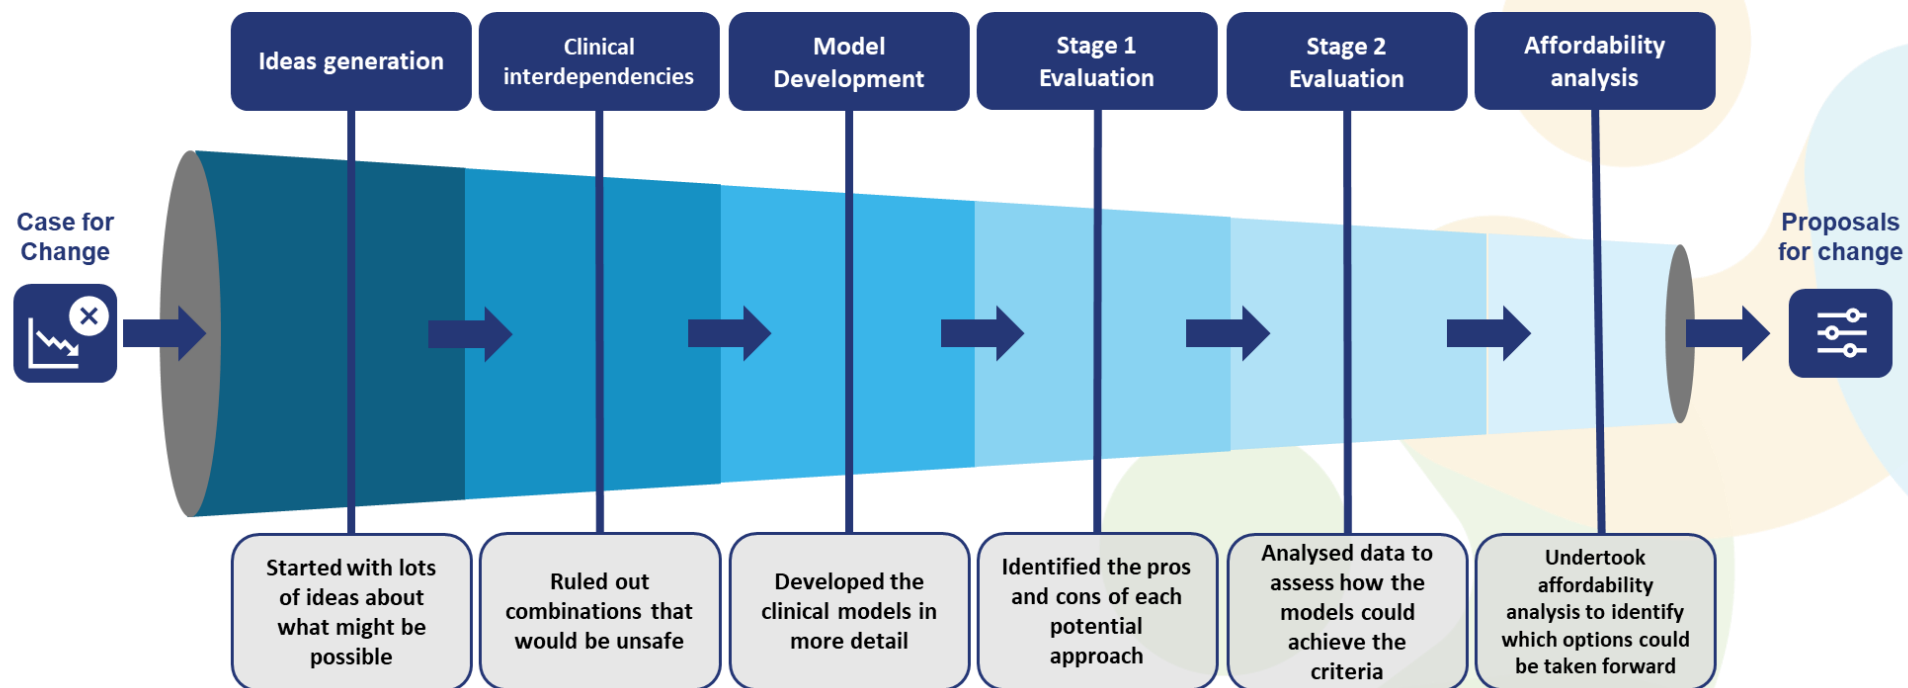 Ideas generation
Clinical
interdependencies
Model
Development
Stage 1
Evaluation
Stage 2
Evaluation
Affordability
analysis
Case for
Change
Proposals
for change
Started with lots
of ideas about
what might be
possible
Ruled out
combinations that
would be unsafe
Developed the
clinical models in
more detail
Identified the pros
and cons of each
potential
approach
Analysed data to
assess how the
models could
achieve the
criteria
Undertook
affordability
analysis to identify
which options could
be taken forward